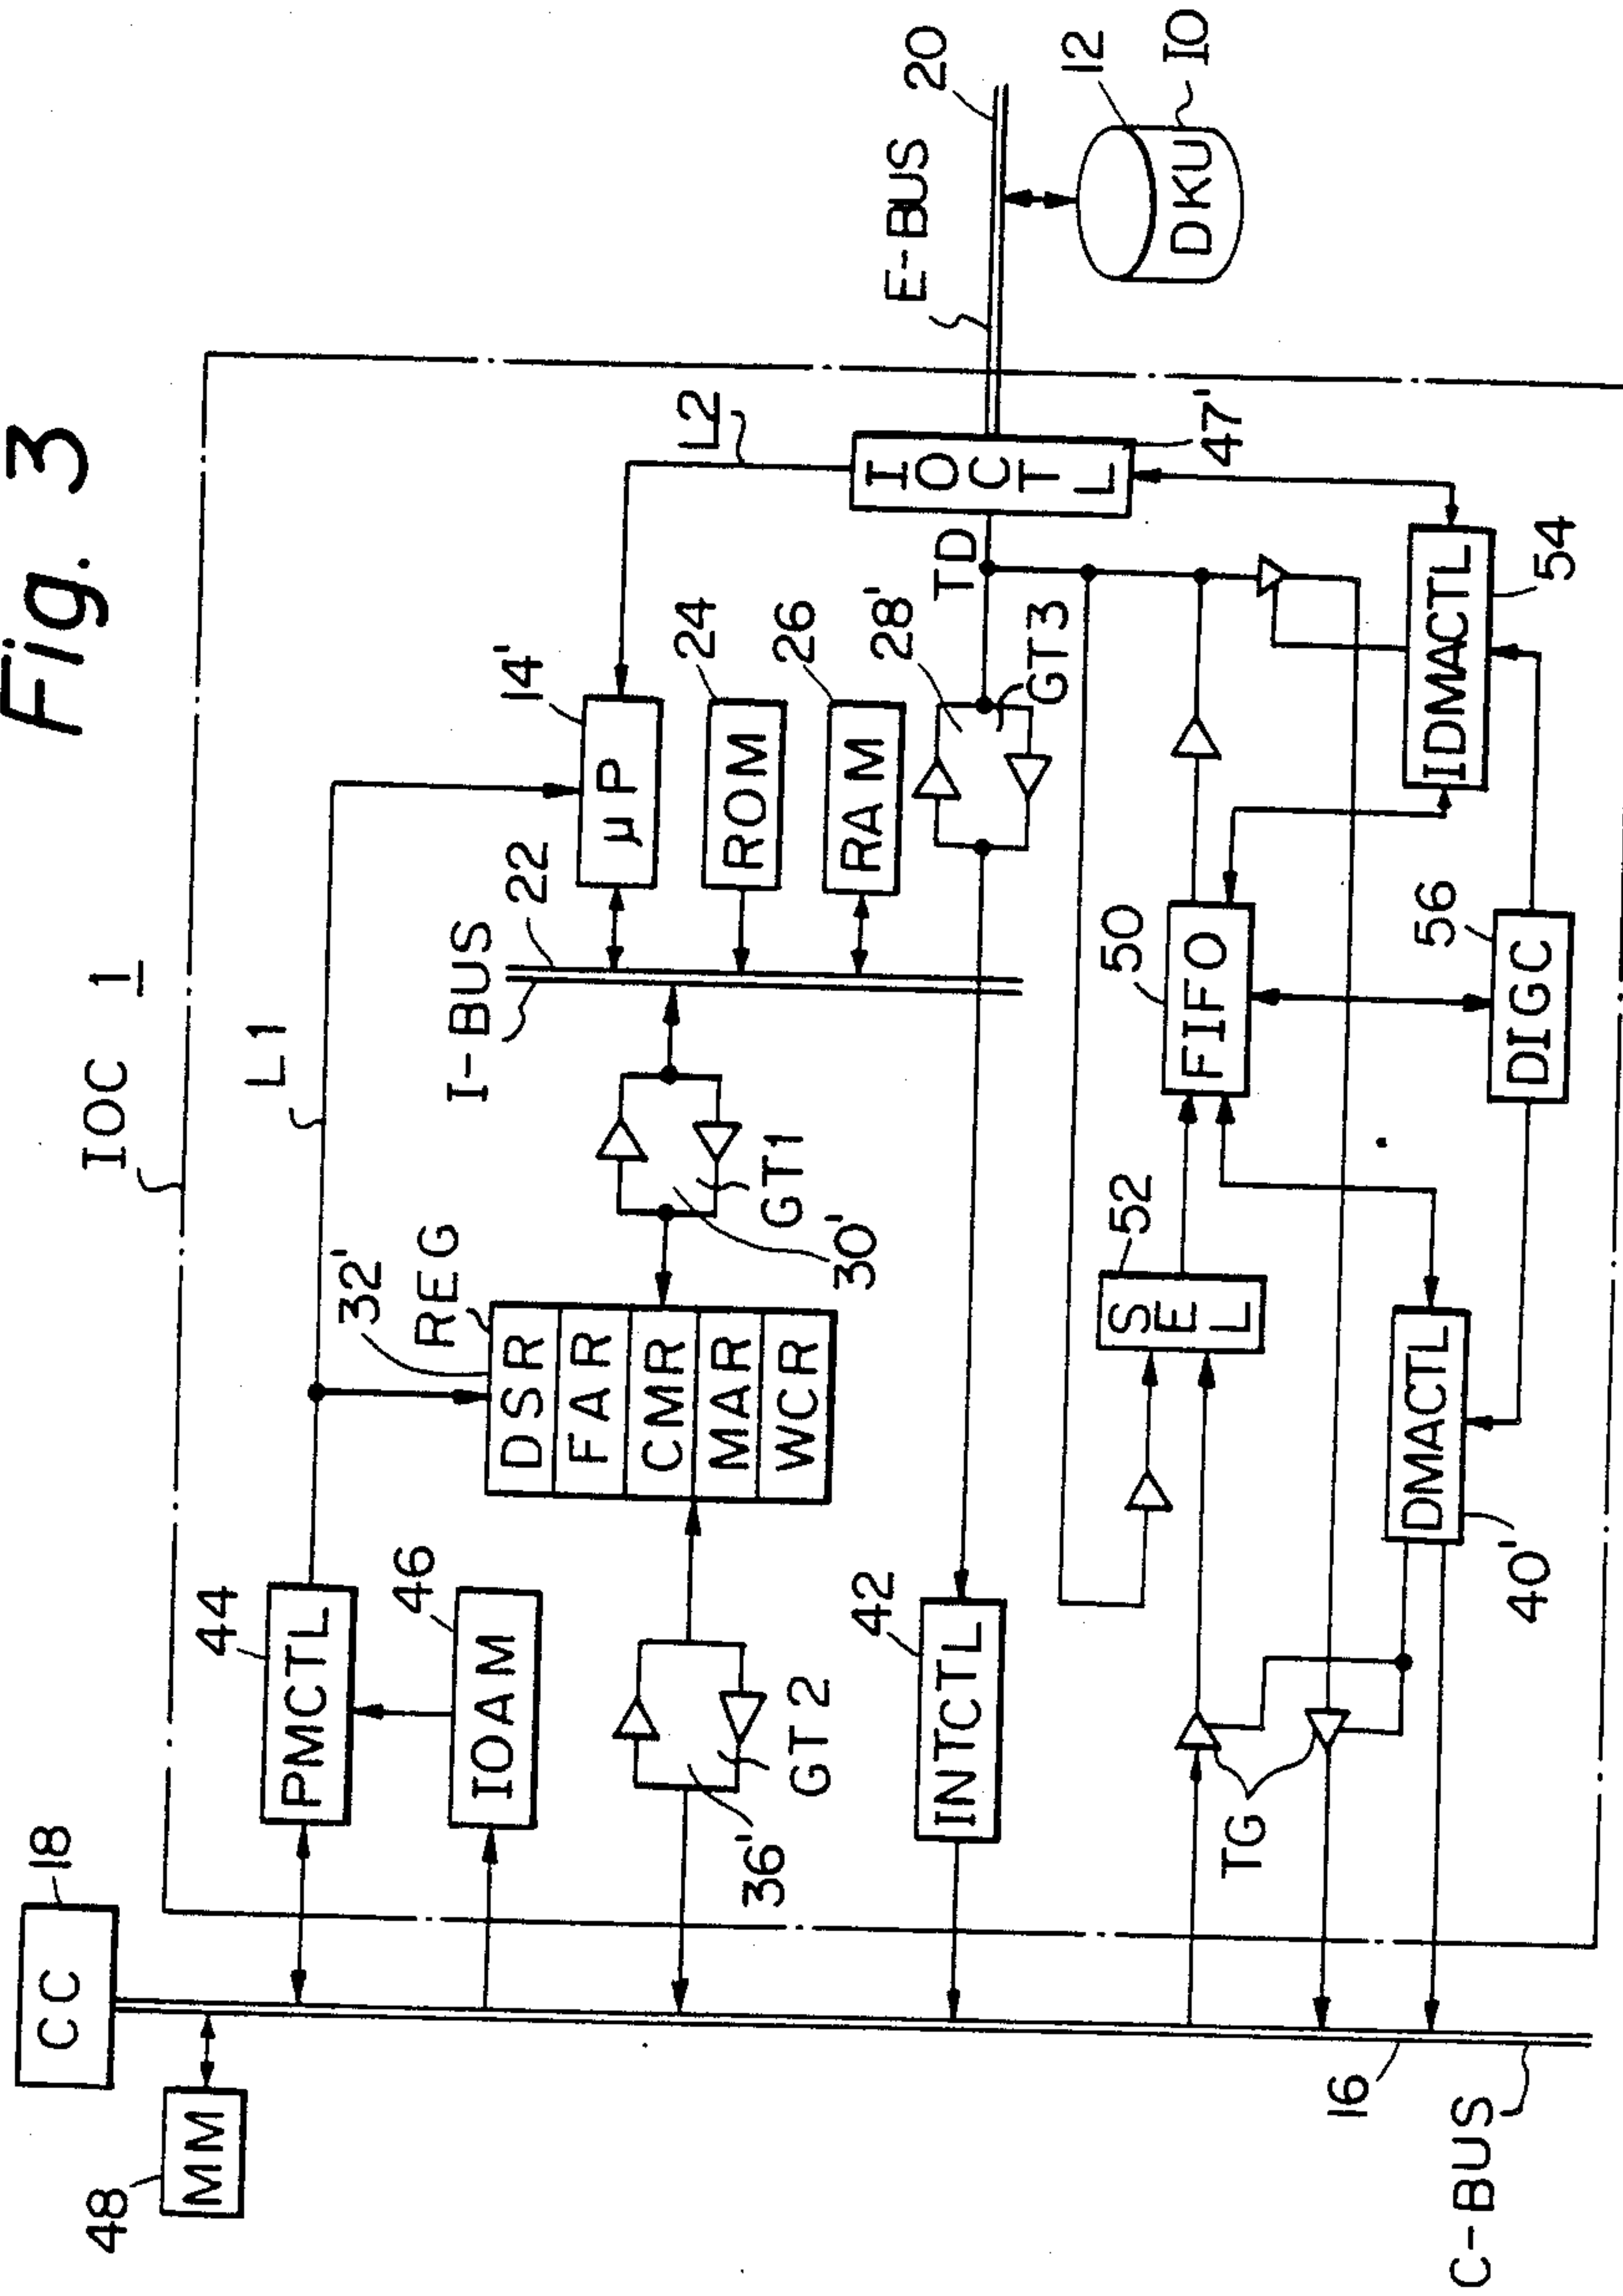 Fig. 3
IOC 1
CC
18
48
MM
44
PMCTL
L1
46
IOAM
32'
REG
DSR
FAR
CMR
MAR
WCR
GT2
36'
GT1
30'
I-BUS
22
14'
μP
24
ROM
26
RAM
28'
GT3
L2
TD
IOCTL
47'
E-BUS
20
12
DKU
10
42
INTCTL
52
SEL
50
FIFO
TG
DMACTL
40'
56
DIGC
IDMACTL
54
16
C-BUS